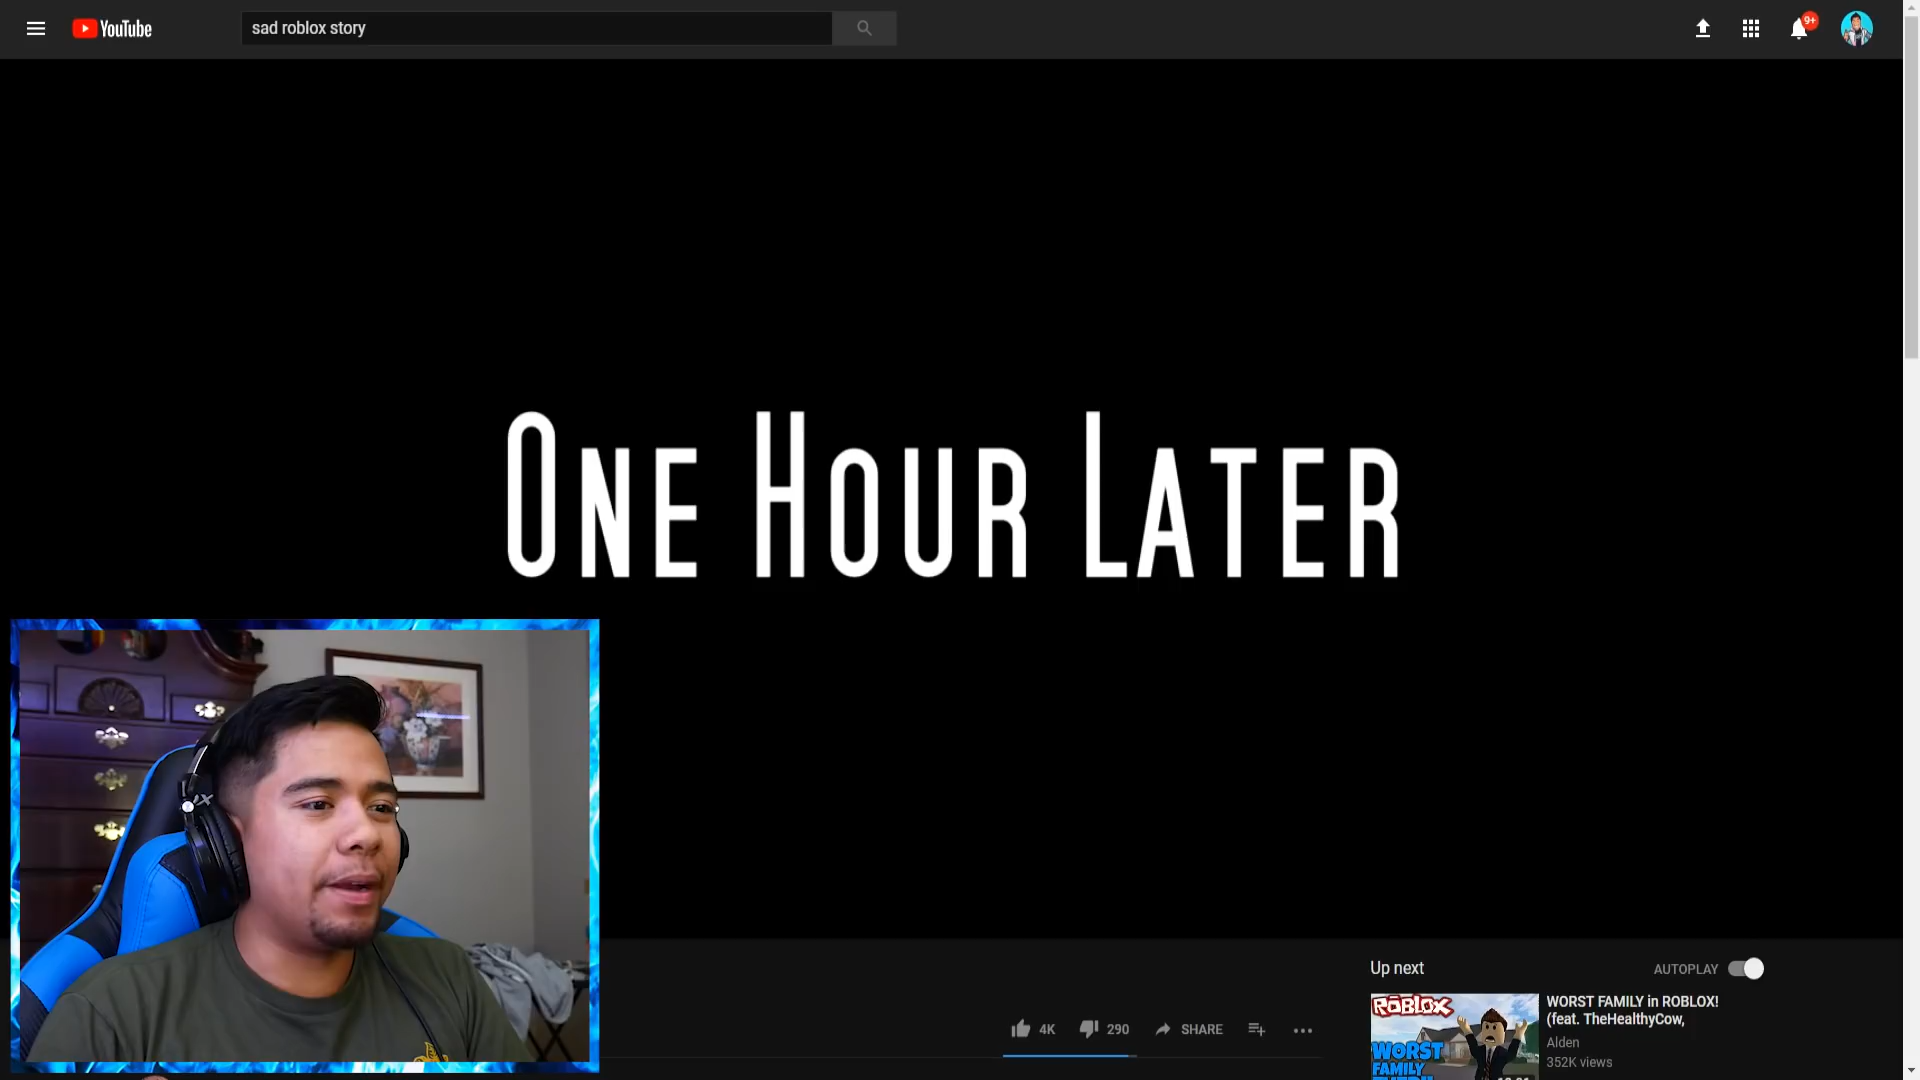 YouTube
sad roblox story
9+
ONE HOUR LATER
Up next
AUTOPLAY
WORST FAMILY in ROBLOX!
(feat. TheHealthyCow,
Alden
352K views
4K
290
SHARE
ROBLOX
WORST
FAMILY